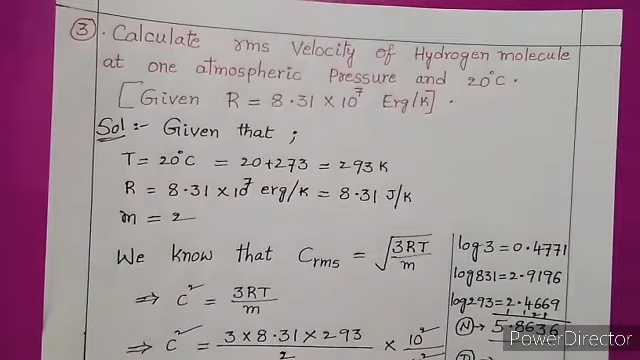 ③. Calculate rms Velocity of Hydrogen molecule
at one atmospheric Pressure and 20°C.
[Given R = 8.31 × 10⁷ Erg/K].
Sol :- Given that ;
T = 20°C = 20+273 = 293 K
R = 8.31 × 10⁷ erg/K = 8.31 J/K
m = 2
We know that Crms = √(3RT/m)
⇒ C² = 3RT/m
⇒ C² = 3 × 8.31 × 293 / 2 × 10²
log 3 = 0.4771
log 831 = 2.9196
log 293 = 2.4669
Ⓝ → 5.8636
PowerDirector